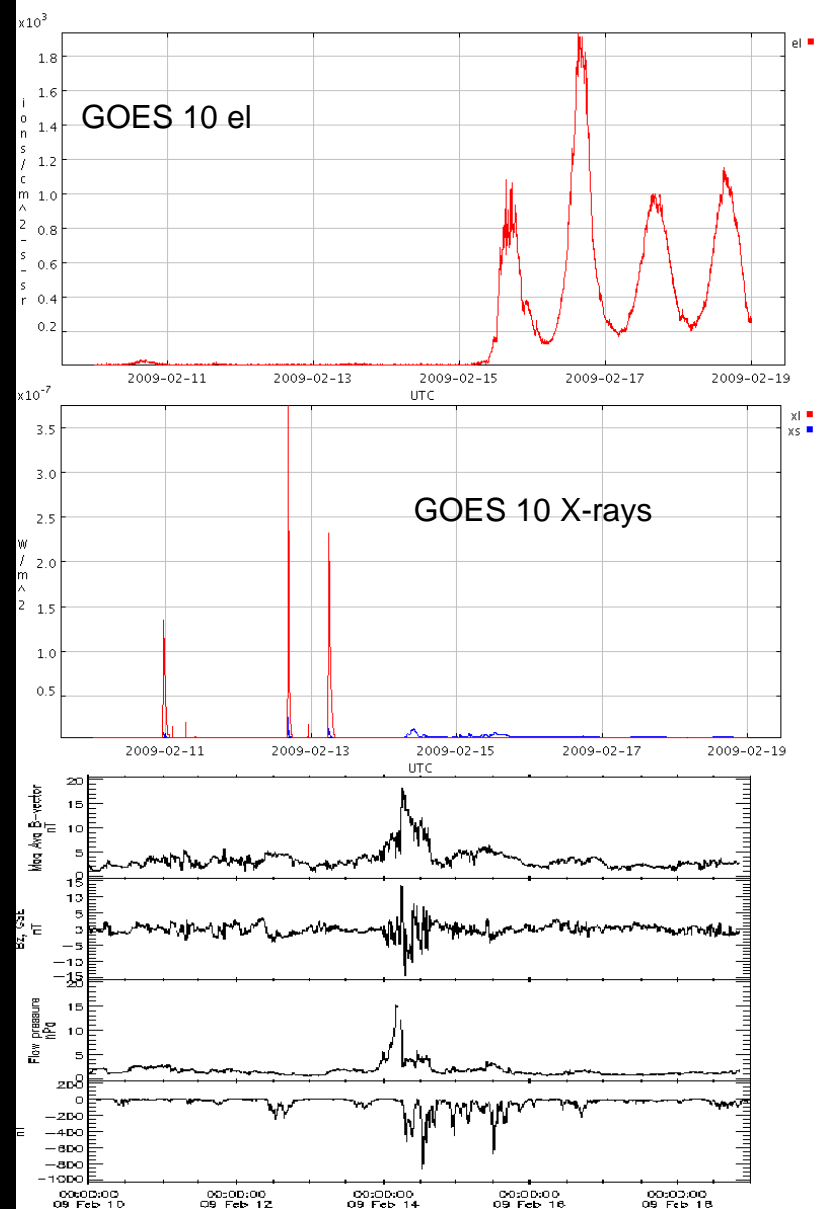 x10³
el
GOES 10 el
1.8
1.6
1.4
1.2
1.0
0.8
0.6
0.4
0.2
ions/cm^2-s-sr
2009-02-11 2009-02-13 2009-02-15 2009-02-17 2009-02-19
UTC
x10⁻⁷
xl
xs
GOES 10 X-rays
3.5
3.0
2.5
2.0
1.5
1.0
0.5
W/m^2
2009-02-11 2009-02-13 2009-02-15 2009-02-17 2009-02-19
UTC
Mag Avg B-vector
nT
20
15
10
5
0
Bz, GSE
nT
15
5
-5
-15
Flow pressure
nPa
20
15
10
5
0
nT
200
0
-200
-400
-600
-800
-1000
00:00:00 00:00:00 00:00:00 00:00:00 00:00:00
09 Feb 10 09 Feb 12 09 Feb 14 09 Feb 16 09 Feb 18